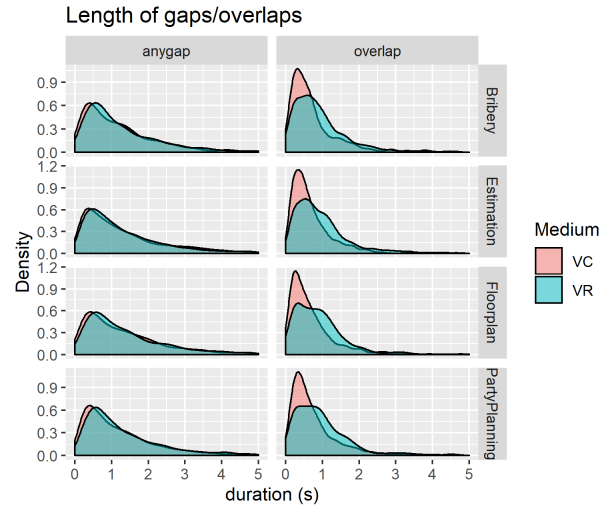 Length of gaps/overlaps
anygap
overlap
0.9
0.6
0.3
0.0
Bribery
1.2
0.9
0.6
0.3
0.0
Estimation
1.2
0.9
0.6
0.3
0.0
Flooplan
0.9
0.6
0.3
0.0
PartyPlanning
0 1 2 3 4 5
0 1 2 3 4 5
duration (s)
Density
Medium
VC
VR